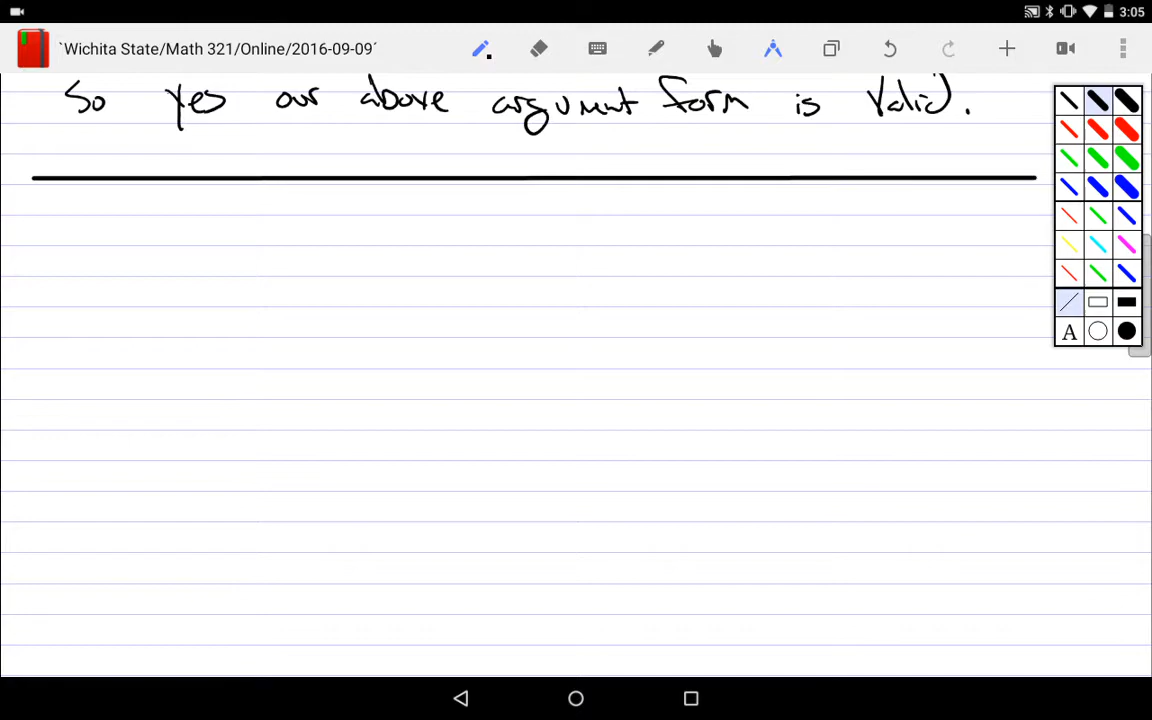 3:05
`Wichita State/Math 321/Online/2016-09-09´
So Yes our above argument form is Valid.
A